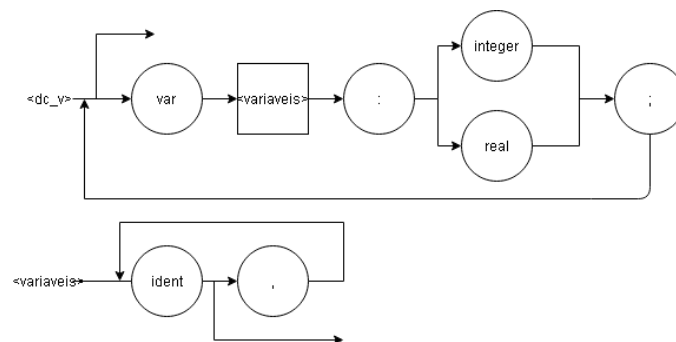 integer
<dc_v>
var
<variaveis>
:
;
real
<variaveis>
ident
,